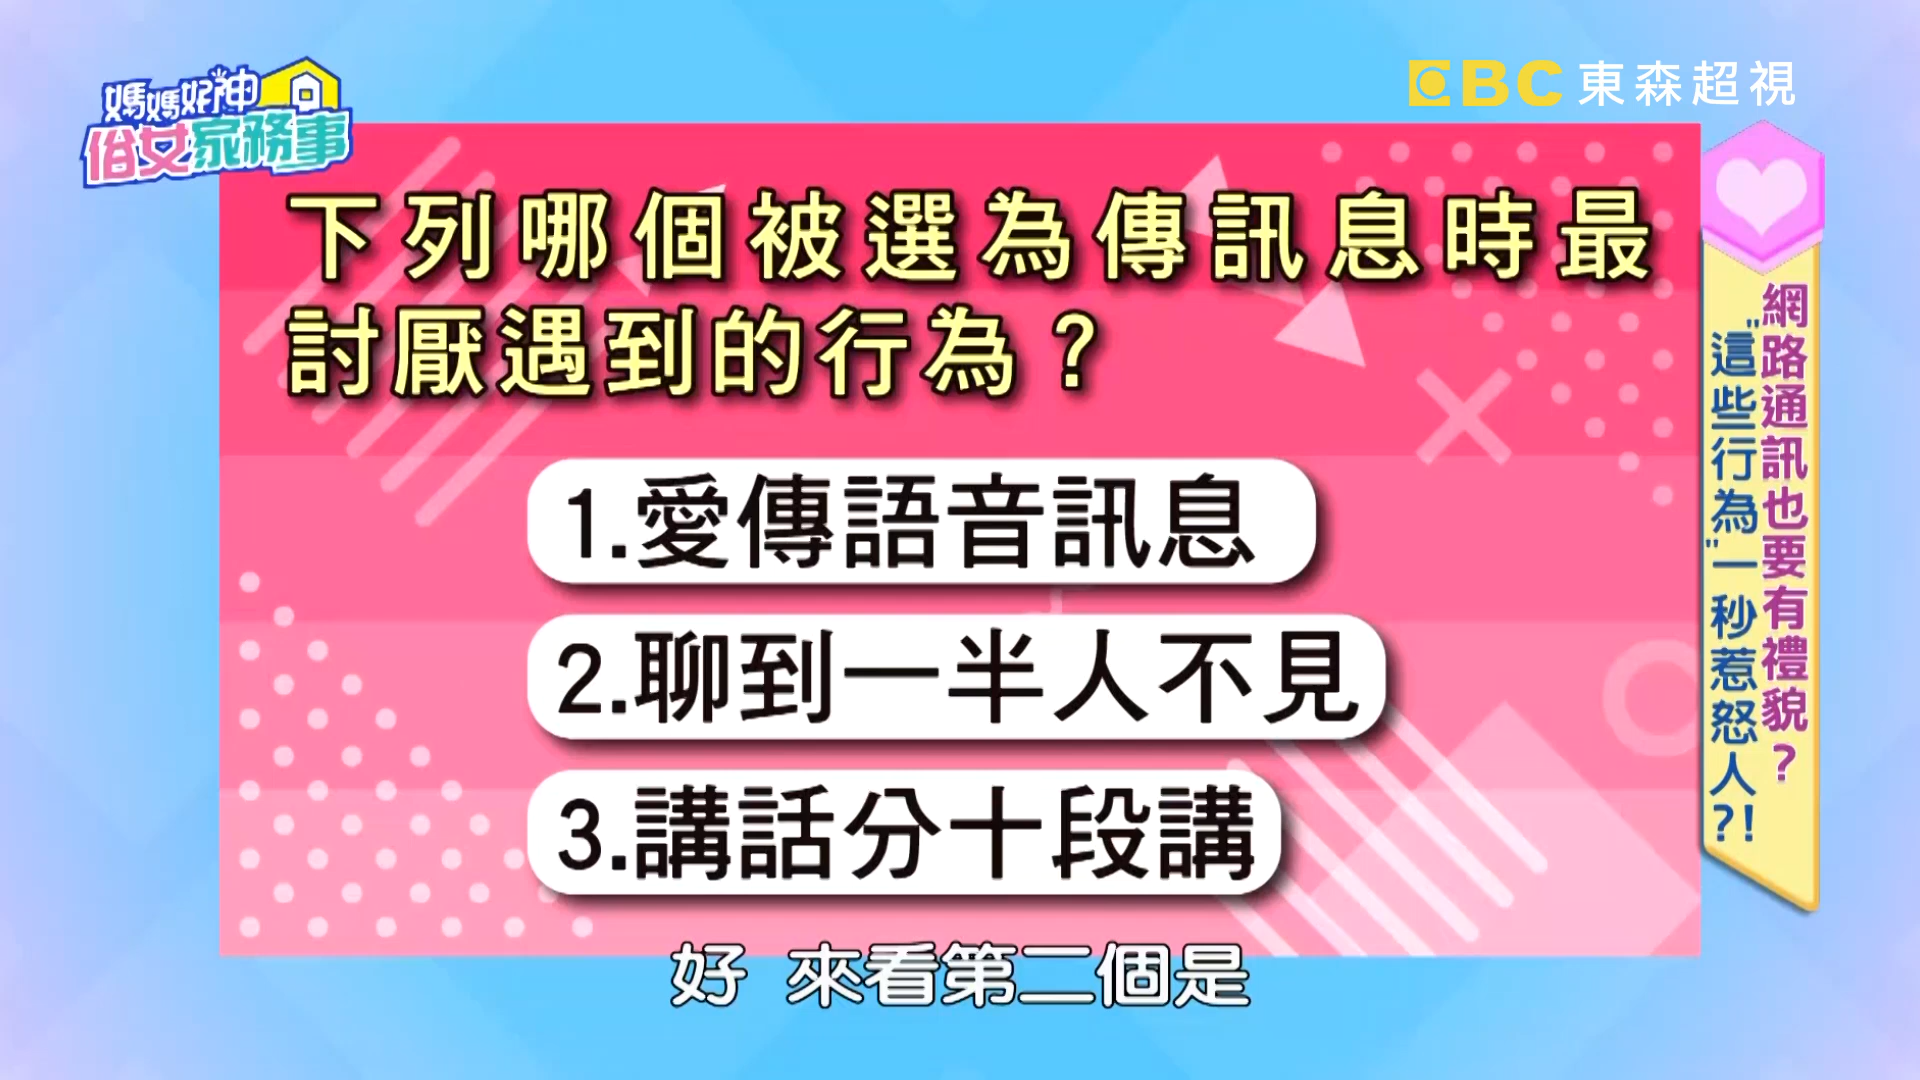 媽媽好神
俗女家務事
EBC 東森超視
下列哪個被選為傳訊息時最
討厭遇到的行為？
1.愛傳語音訊息
2.聊到一半人不見
3.講話分十段講
網路通訊也要有禮貌？
"這些行為"一秒惹怒人?!
好 來看第二個是